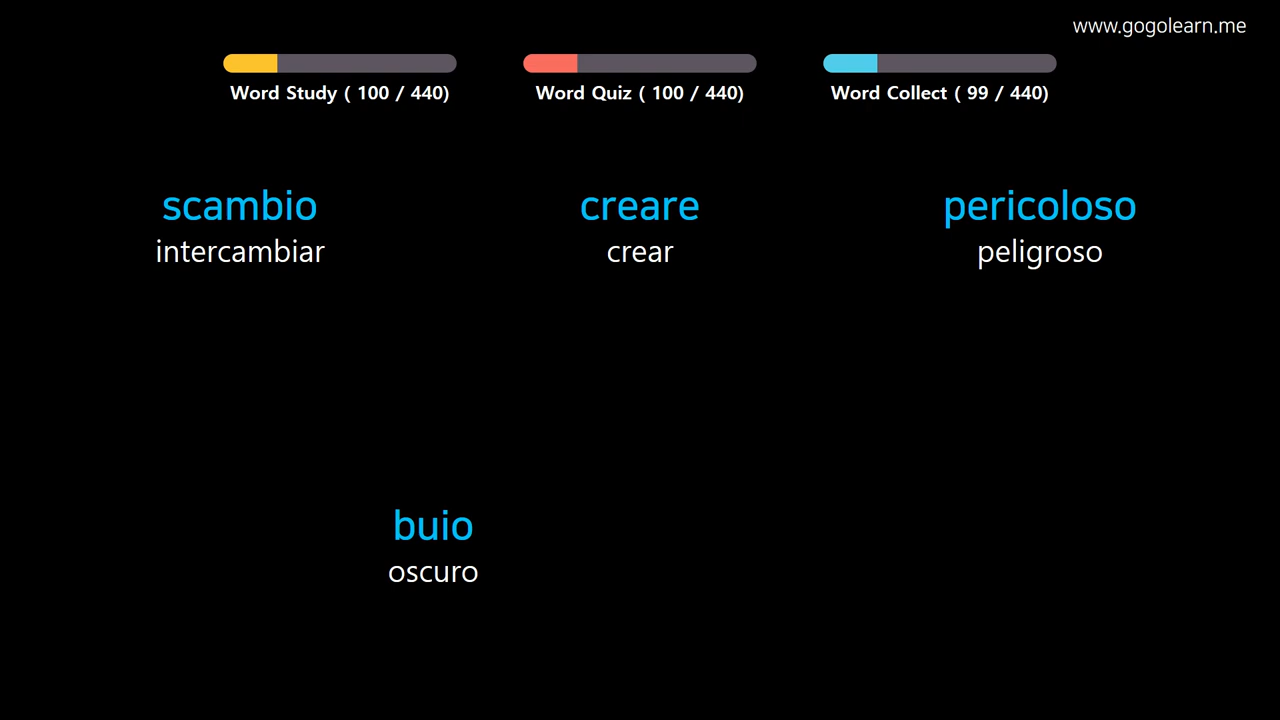 www.gogolearn.me
Word Study ( 100 / 440)
Word Quiz ( 100 / 440)
Word Collect ( 99 / 440)
scambio
intercambiar
creare
crear
pericoloso
peligroso
buio
oscuro